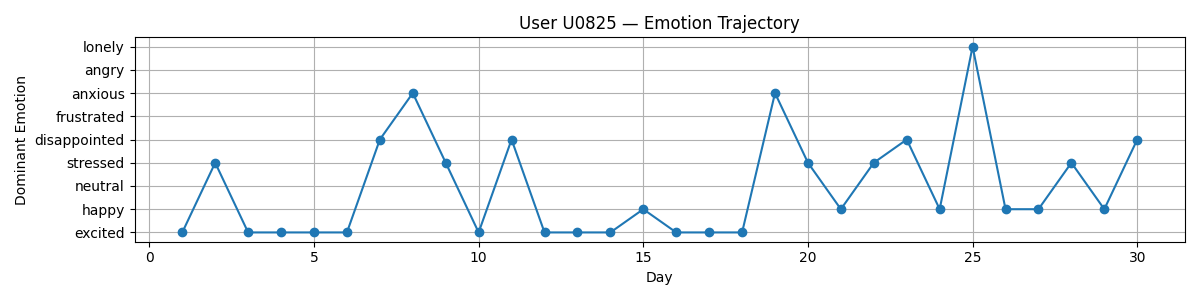 User U0825 — Emotion Trajectory
Dominant Emotion
lonely
angry
anxious
frustrated
disappointed
stressed
neutral
happy
excited
0 5 10 15 20 25 30
Day